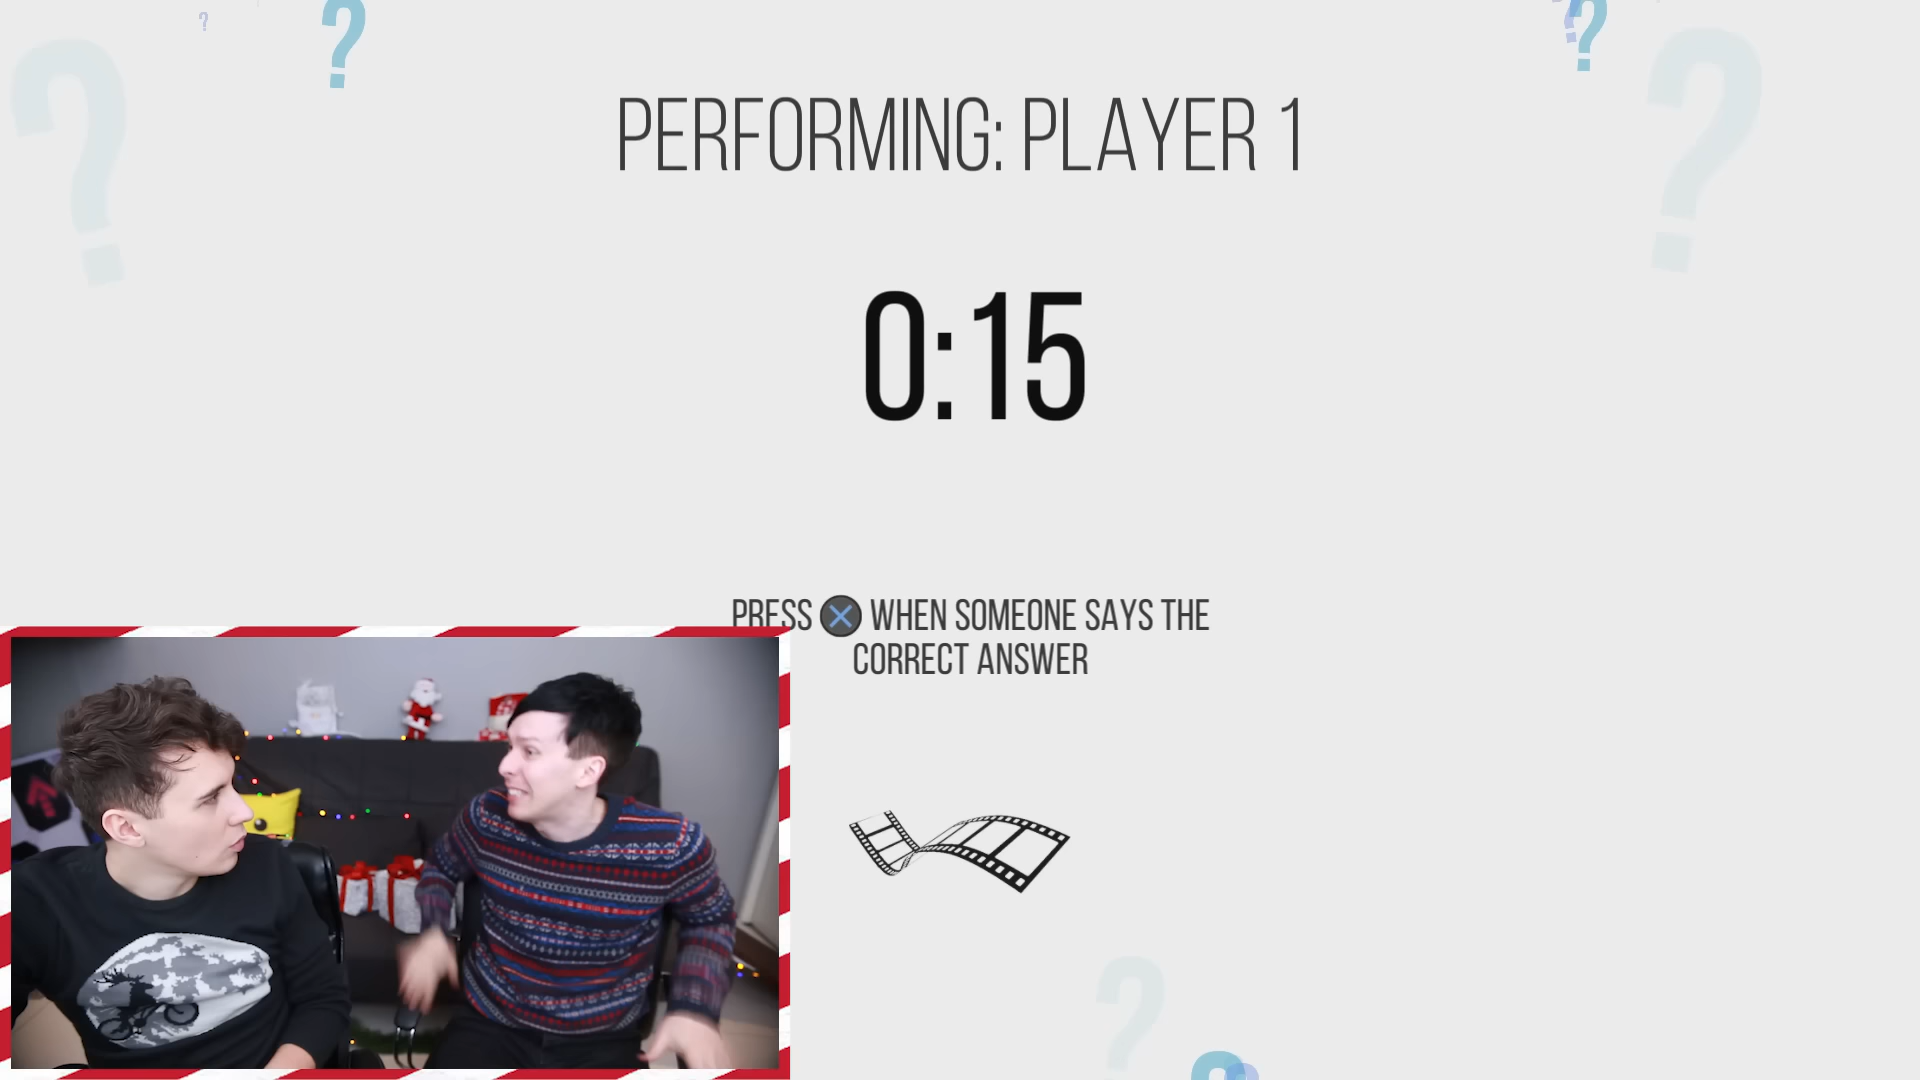 PERFORMING: PLAYER 1
0:15
PRESS WHEN SOMEONE SAYS THE
CORRECT ANSWER